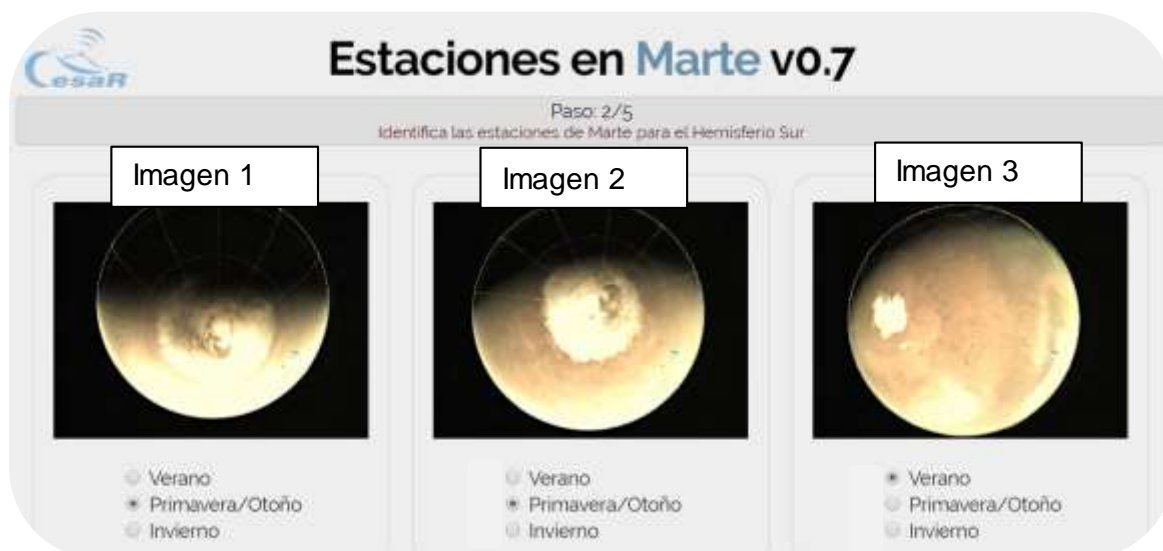 CesaR
Estaciones en Marte v0.7
Paso: 2/5
Identifica las estaciones de Marte para el Hemisferio Sur
Imagen 1
Imagen 2
Imagen 3
Verano
Primavera/Otoño
Invierno
Verano
Primavera/Otoño
Invierno
Verano
Primavera/Otoño
Invierno